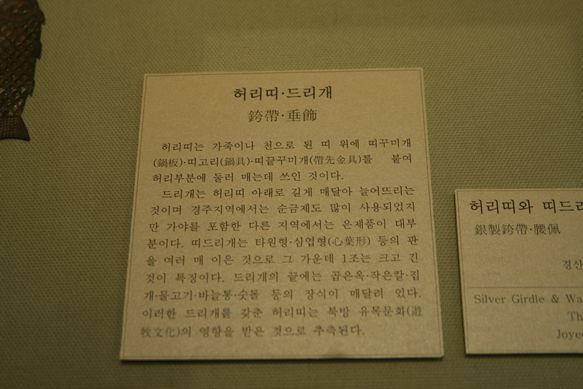 허리띠·드리개
銙帶·垂飾
허리띠는 가죽이나 천으로 된 띠 위에 띠꾸미개
(銙板)·띠고리(銙具)·띠끝꾸미개(帶先金具)를 붙여
허리부분에 둘러 매는데 쓰인 것이다.
드리개는 허리띠 아래로 길게 매달아 늘어뜨리는
것이며 경주지역에서는 순금제도 많이 사용되었지
만 가야를 포함한 다른 지역에서는 은제품이 대부
분이다. 띠드리개는 타원형·심엽형(心葉形) 등의 판
을 여러 매 이은 것으로 그 가운데 1조는 크고 긴
것이 특징이다. 드리개의 끝에는 곱은옥·작은칼·집
개·물고기·바늘통·숫돌 등의 장식이 매달려 있다.
이러한 드리개를 갖춘 허리띠는 북방 유목문화(遊
牧文化)의 영향을 받은 것으로 추측된다.
허리띠와 띠드리
銀製銙帶·腰佩
경산
Silver Girdle & Wa
Th
Joye